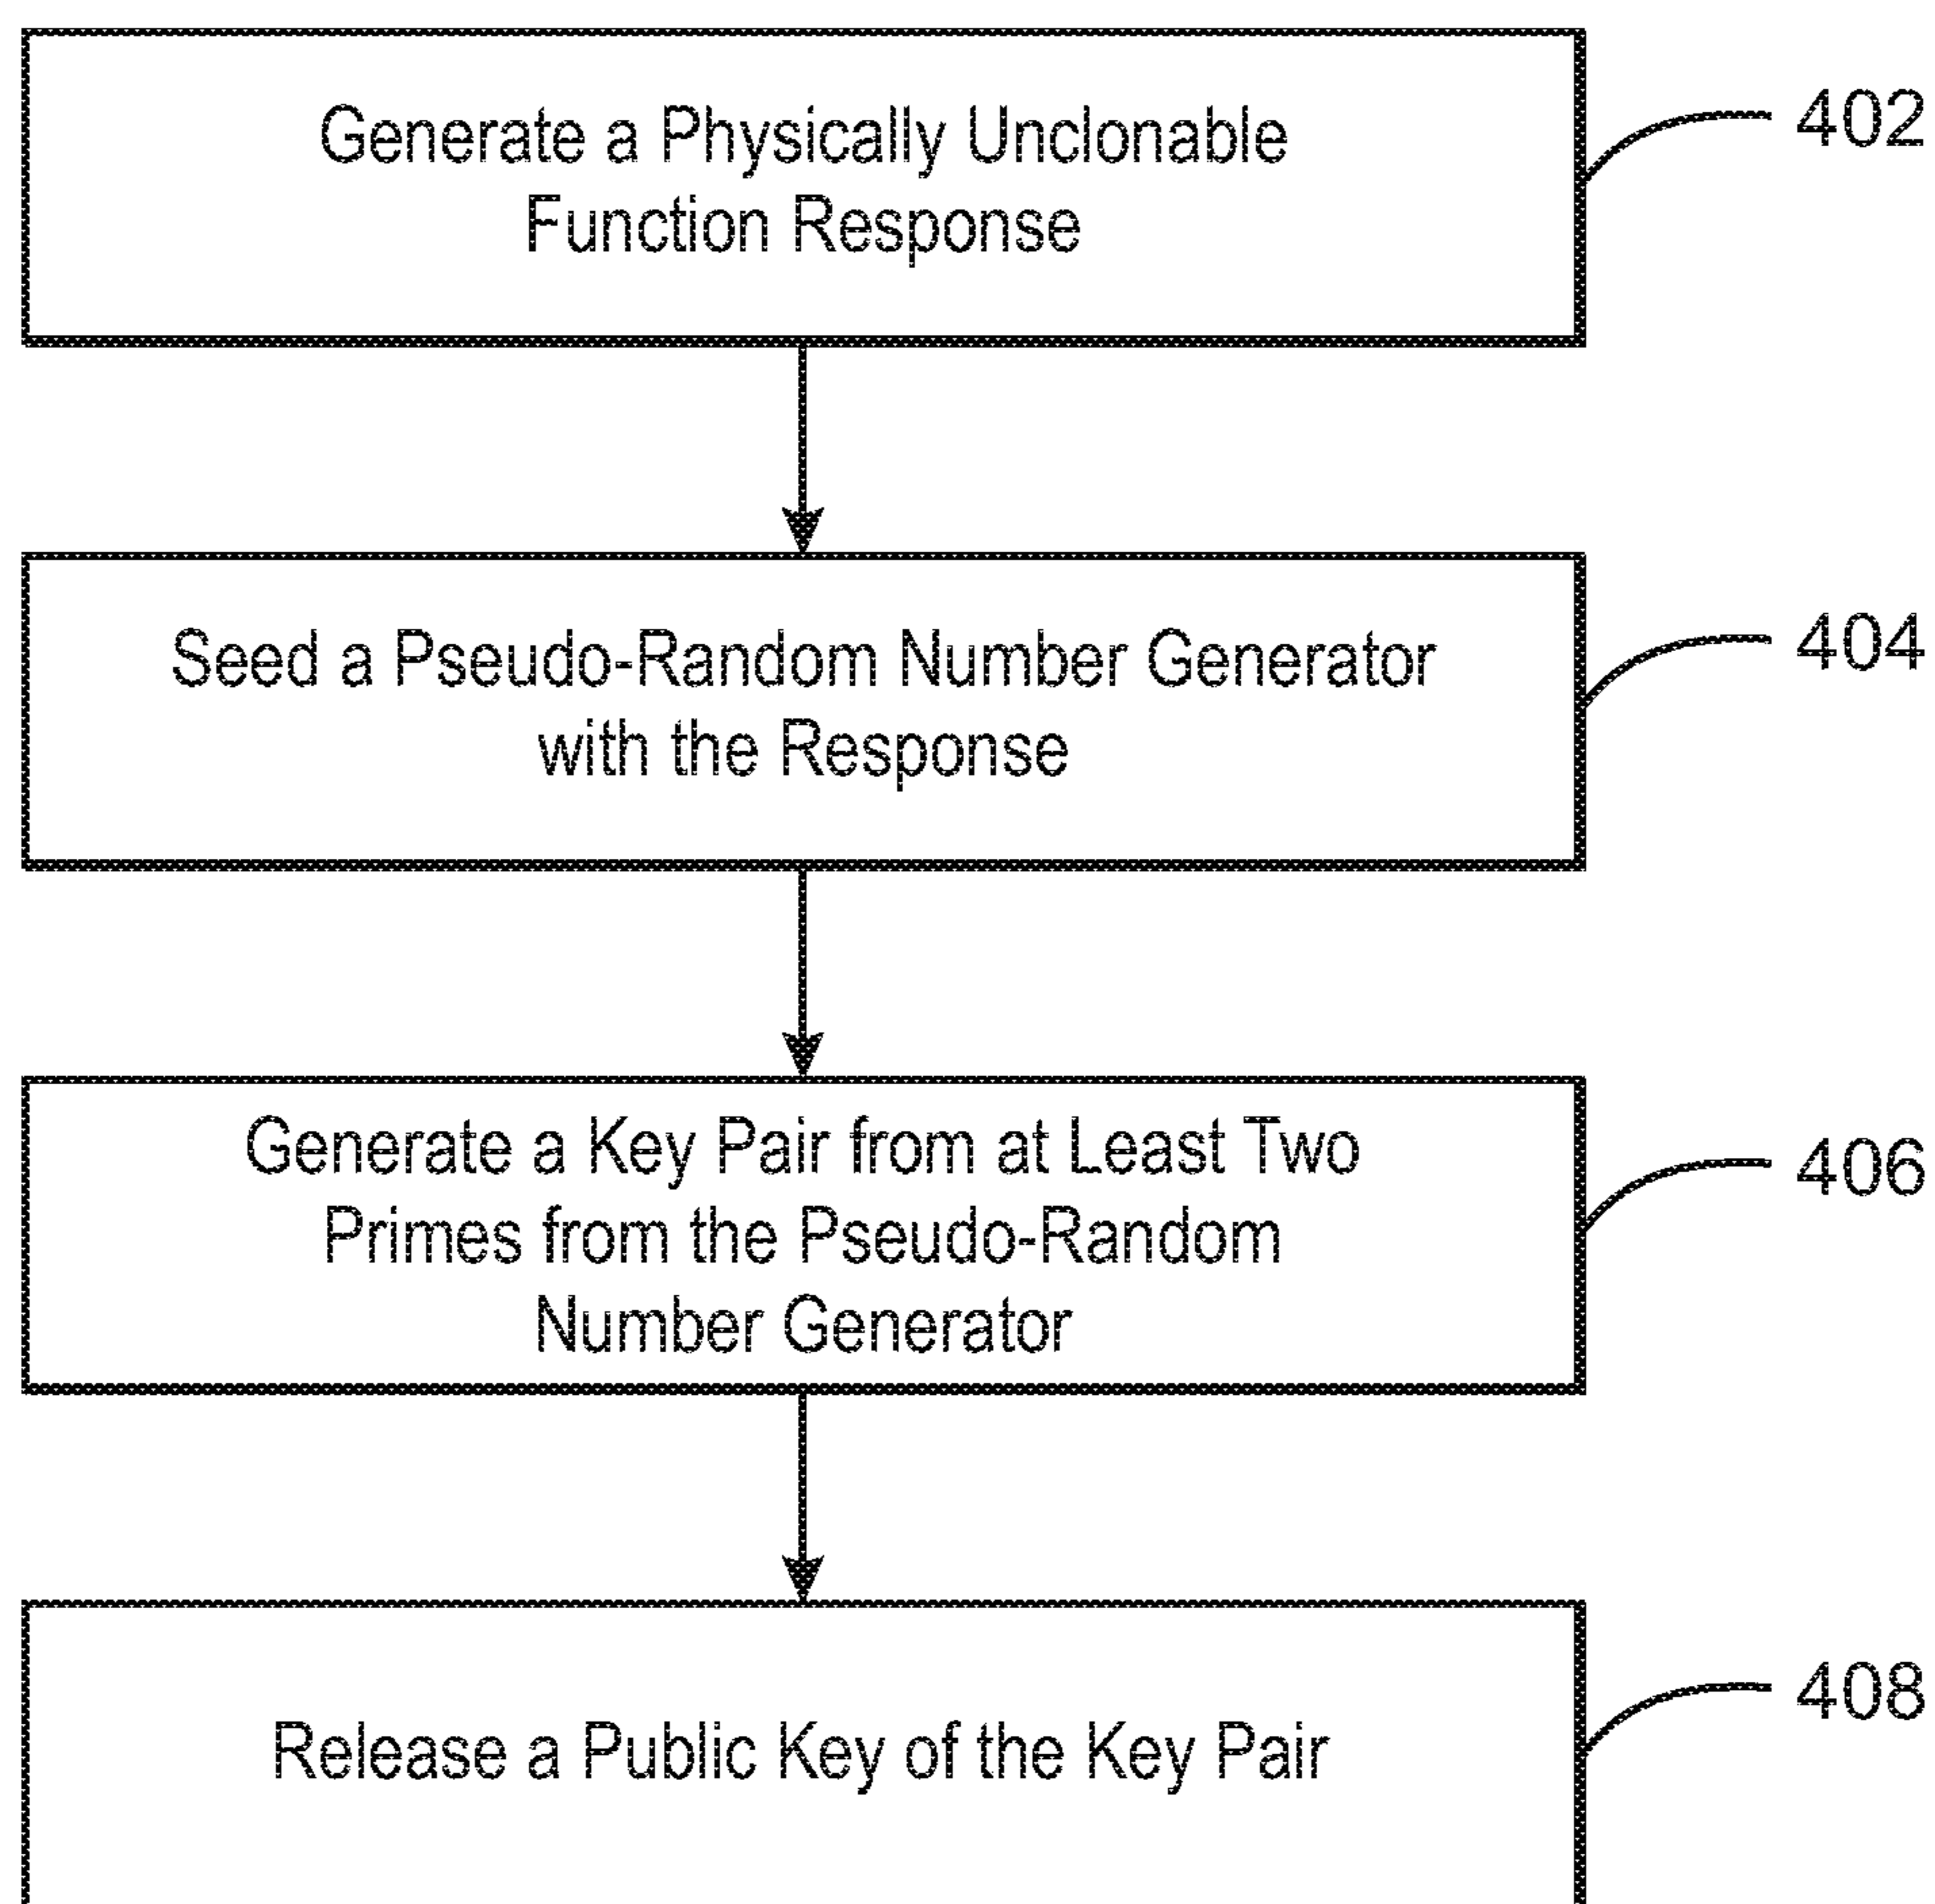 Generate a Physically Unclonable
Function Response
402
Seed a Pseudo-Random Number Generator
with the Response
404
Generate a Key Pair from at Least Two
Primes from the Pseudo-Random
Number Generator
406
Release a Public Key of the Key Pair
408